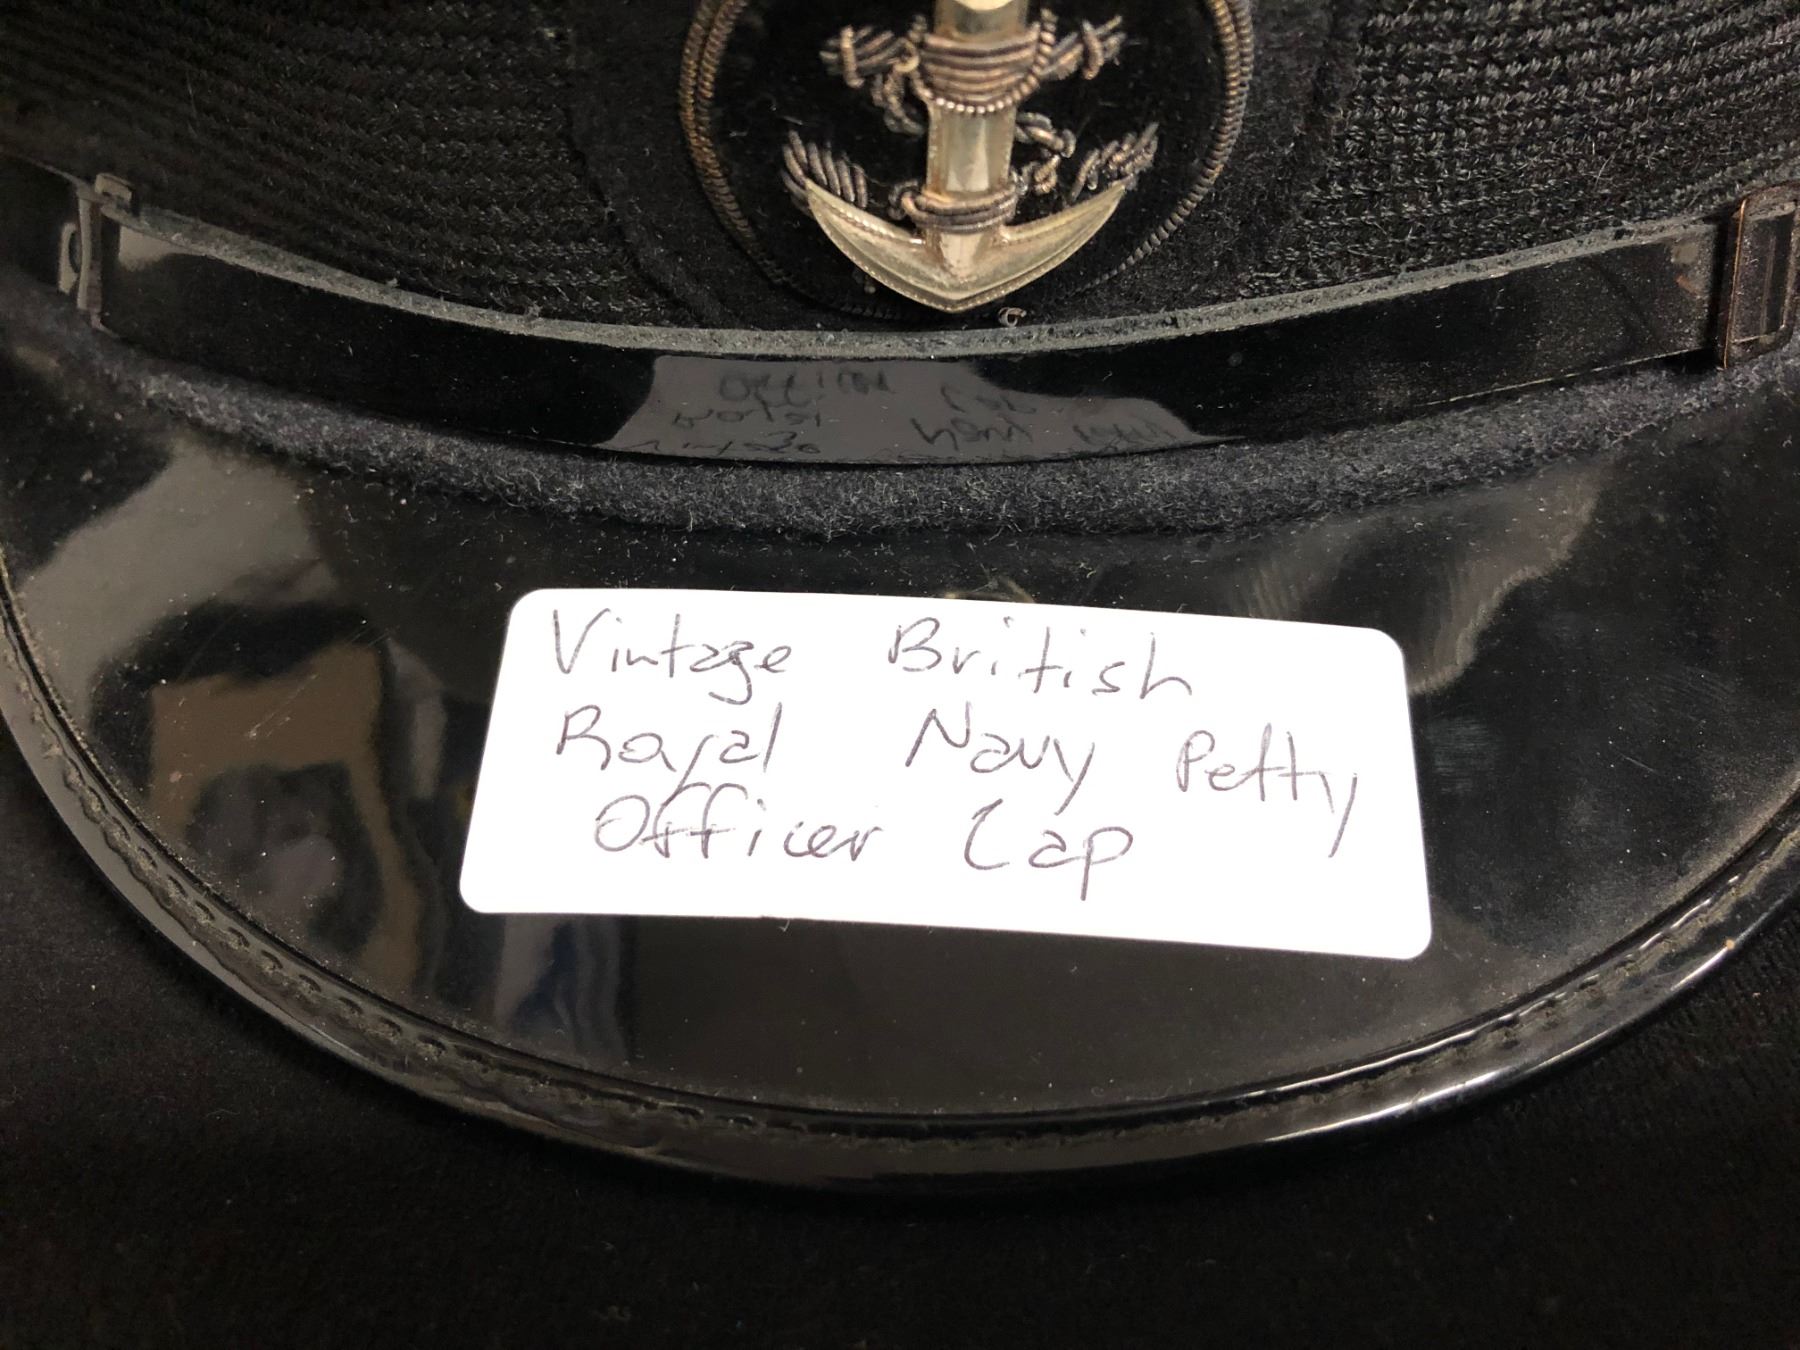 Vintage British
Royal Navy Petty
Officer Cap